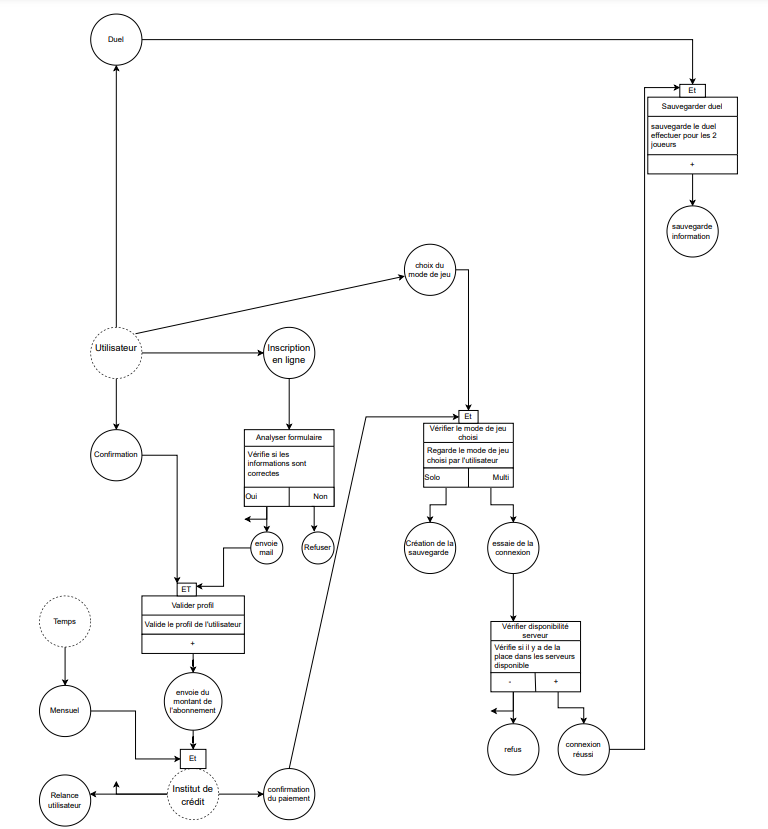 Duel
Et
Sauvegarder duel
sauvegarde le duel
effectuer pour les 2
joueurs
+
sauvegarde
information
choix du
mode de jeu
Utilisateur
Inscription
en ligne
Et
Vérifier le mode de jeu
choisi
Regarde le mode de jeu
choisi par l'utilisateur
Solo
Multi
Confirmation
Analyser formulaire
Vérifie si les
informations sont
correctes
Oui
Non
envoie
mail
Refuser
Création de la
sauvegarde
essaie de la
connexion
ET
Valider profil
Valide le profil de l'utilisateur
+
Temps
Vérifier disponibilité
serveur
Vérifie si il y a de la
place dans les serveurs
disponible
-
+
Mensuel
envoie du
montant de
l'abonnement
refus
connexion
réussi
Et
Institut de
crédit
Relance
utilisateur
confirmation
du paiement